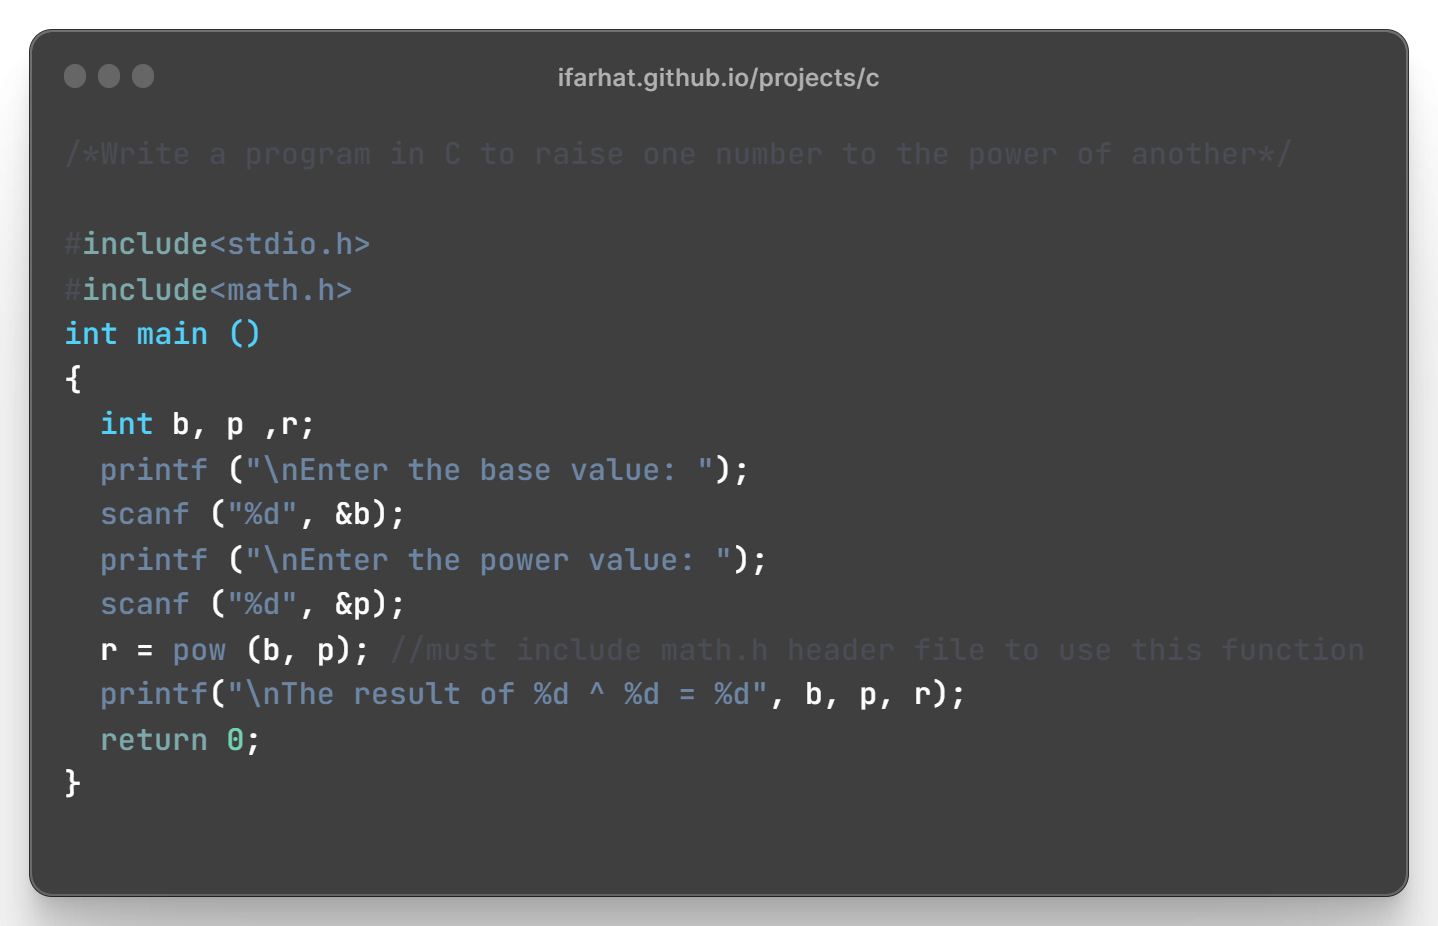 ifarhat.github.io/projects/c
/*Write a program in C to raise one number to the power of another*/
#include<stdio.h>
#include<math.h>
int main ()
{
  int b, p ,r;
  printf ("\nEnter the base value: ");
  scanf ("%d", &b);
  printf ("\nEnter the power value: ");
  scanf ("%d", &p);
  r = pow (b, p); //must include math.h header file to use this function
  printf("\nThe result of %d ^ %d = %d", b, p, r);
  return 0;
}